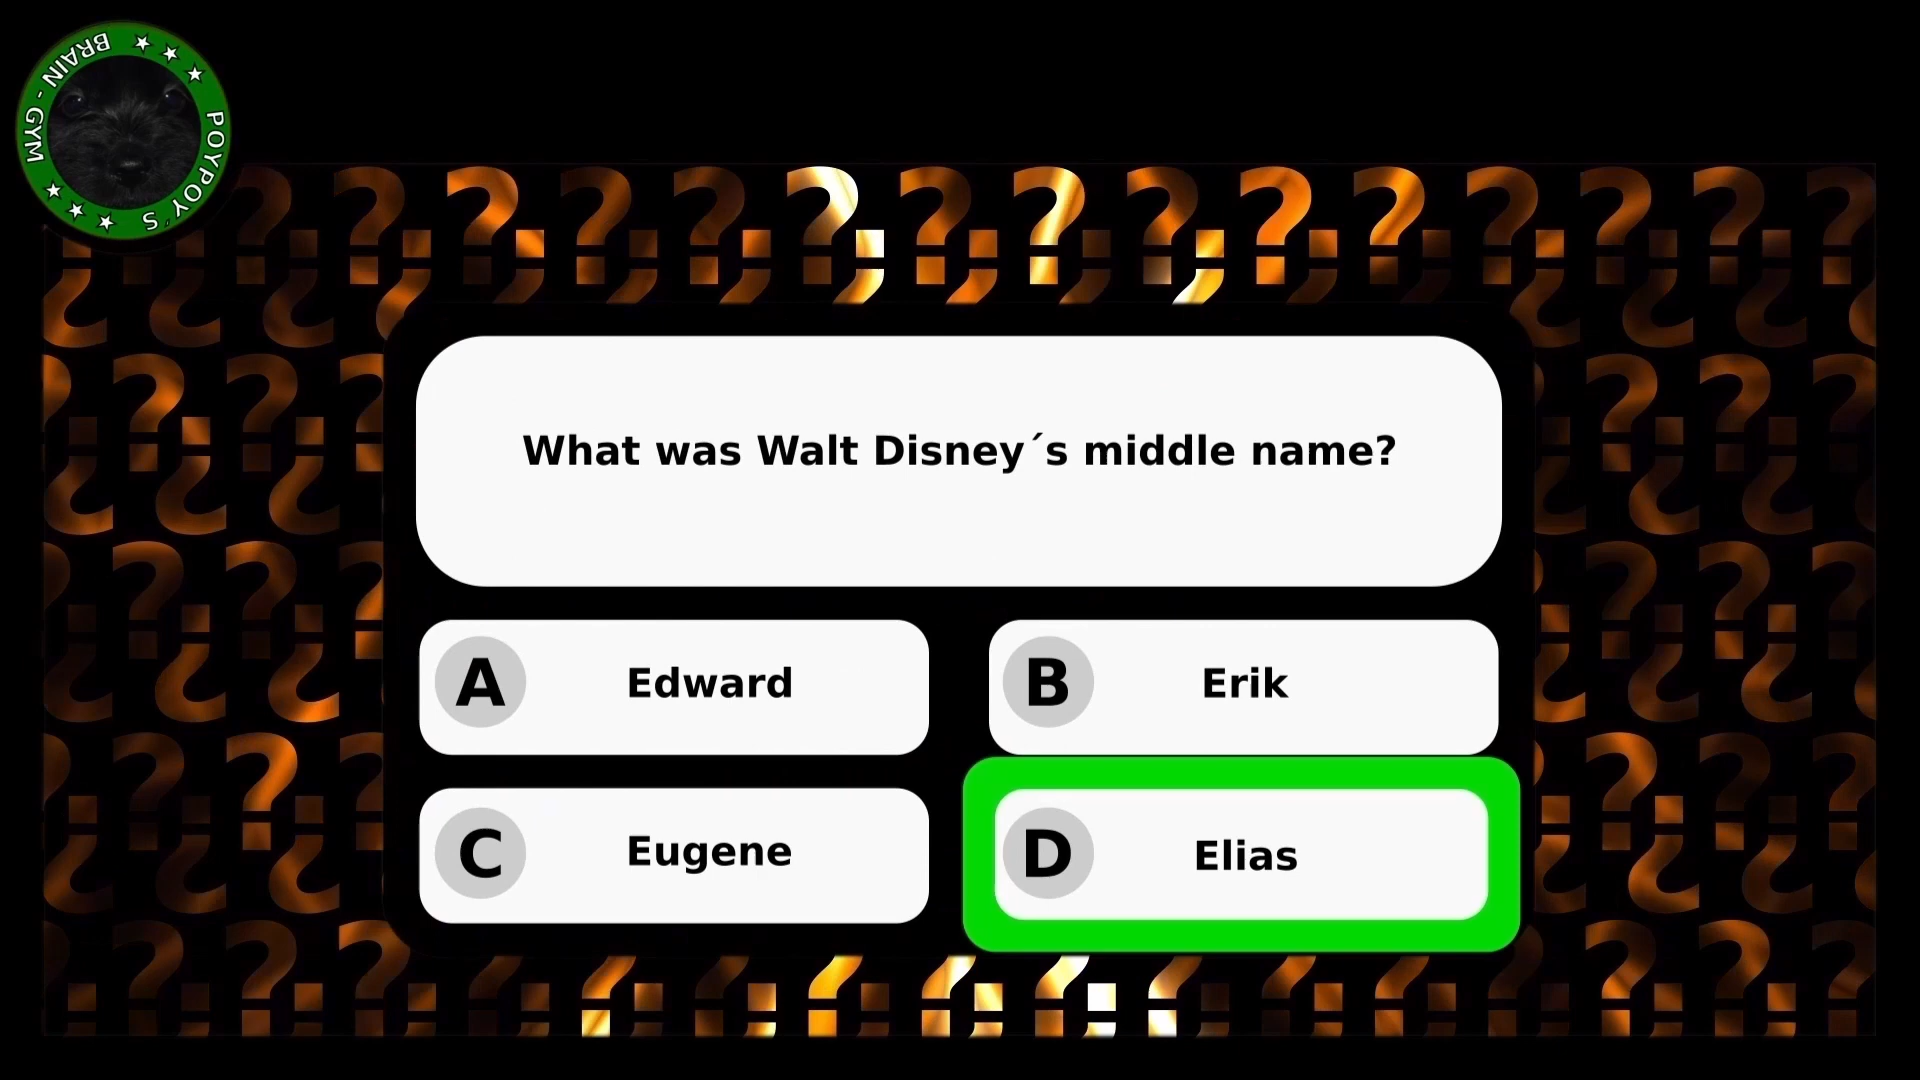 POYPOY´S BRAIN - GYM
What was Walt Disney´s middle name?
A Edward
B Erik
C Eugene
D Elias